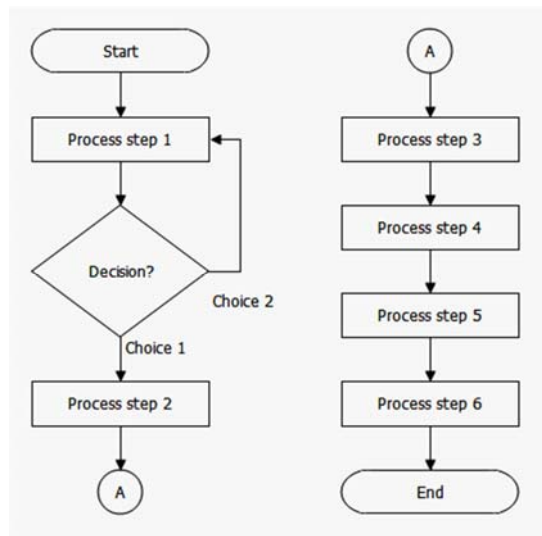 Start
Process step 1
Decision?
Choice 2
Choice 1
Process step 2
A
A
Process step 3
Process step 4
Process step 5
Process step 6
End